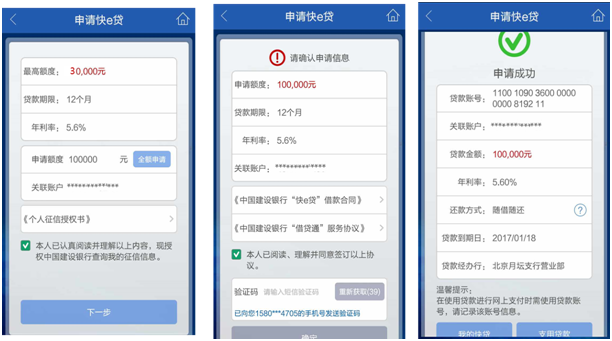 申请快e贷
最高额度： 30,000元
贷款期限： 12个月
年利率： 5.6%
申请额度 100000 元 全额申请
关联账户 **************
《个人征信授权书》
本人已认真阅读并理解以上内容，现授
权中国建设银行查询我的征信信息。
下一步
申请快e贷
请确认申请信息
申请额度： 100,000元
贷款期限： 12个月
年利率： 5.6%
关联账户： **************
《中国建设银行“快e贷”借款合同》
《中国建设银行“借贷通”服务协议》
本人已阅读、理解并同意签订以上协
议。
验证码 请输入短信验证码 重新获取(39)
已向您1580***4705的手机号发送验证码
确定
申请快e贷
申请成功
贷款账号： 1100 1090 3600 0000
0000 8192 11
关联账户： **************
贷款金额： 100,000元
年利率： 5.60%
还款方式： 随借随还 ?
贷款到期日： 2017/01/18
贷款经办行： 北京月坛支行营业部
温馨提示：
在使用贷款进行网上支付时需使用贷款账
号，请记录该账号信息。
我的快贷 支用贷款